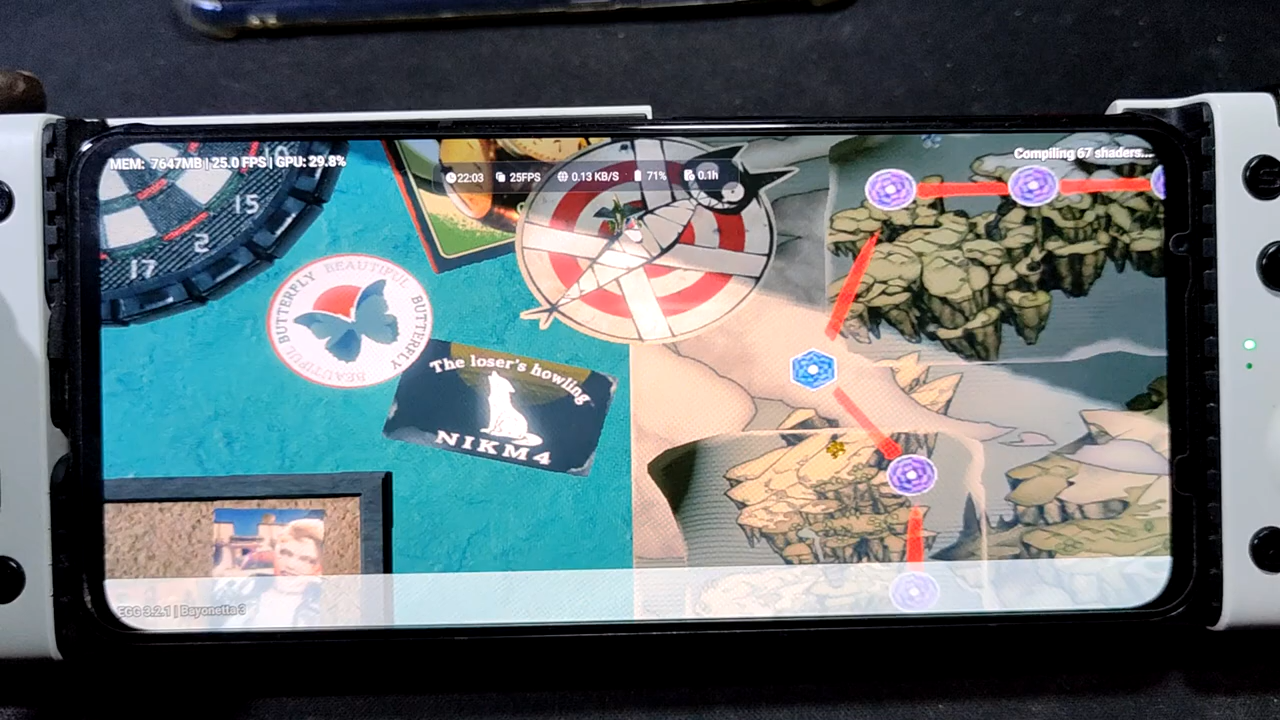 MEM: 7647MB | 25.0 FPS | GPU: 29.8%
22:03 25FPS 0.13 KB/S 71% 0.1h
Compiling 67 shaders...
15
2
17
BEAUTIFUL BUTTERFLY
BEAUTIFUL BUTTERFLY
The loser's howling
NIKM4
EGG 3.2.1 | Bayonetta 3